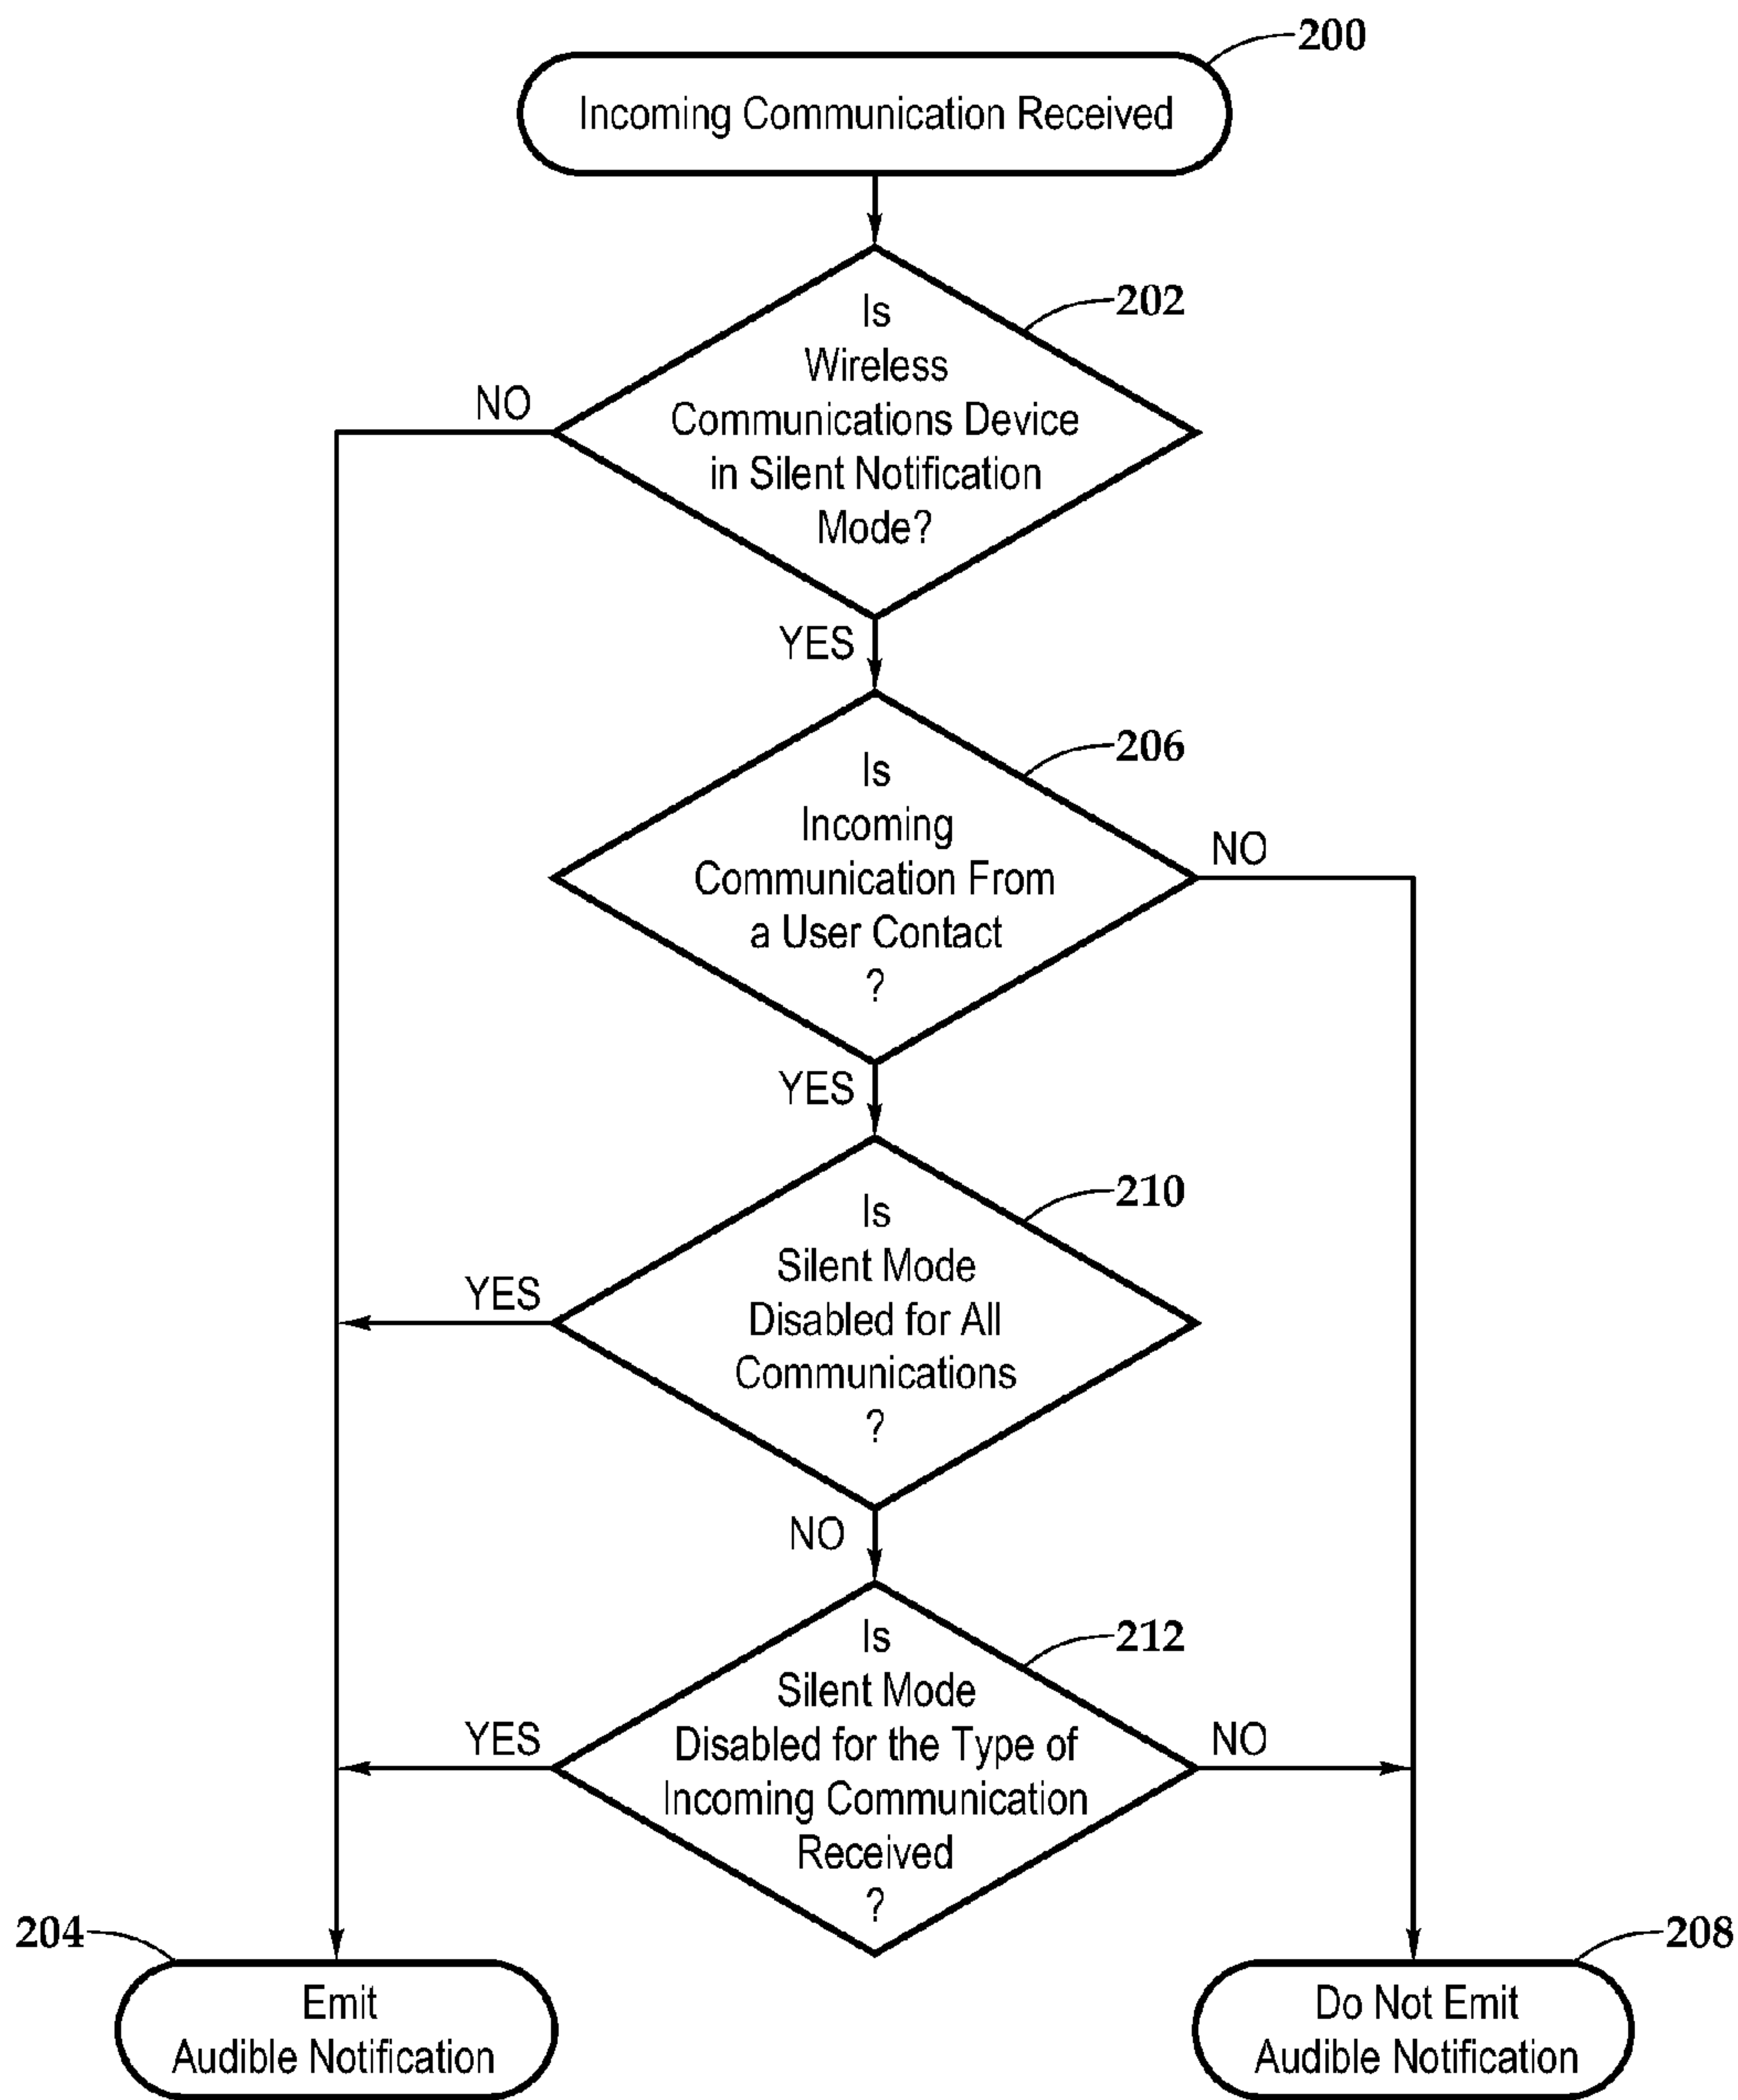 200
Incoming Communication Received
202
Is
Wireless
Communications Device
in Silent Notification
Mode?
NO
YES
206
Is
Incoming
Communication From
a User Contact
?
NO
YES
210
Is
Silent Mode
Disabled for All
Communications
?
YES
NO
212
Is
Silent Mode
Disabled for the Type of
Incoming Communication
Received
?
YES
NO
204
Emit
Audible Notification
208
Do Not Emit
Audible Notification